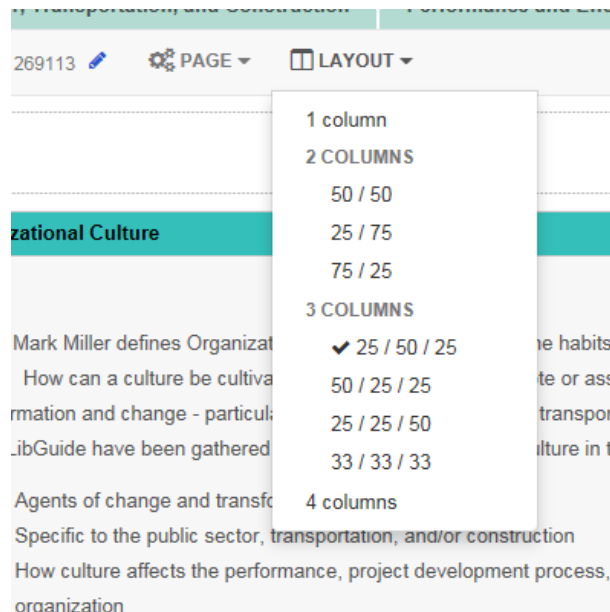 Transportation, and Construction
Performance and
269113 PAGE LAYOUT
1 column
2 COLUMNS
50 / 50
25 / 75
75 / 25
3 COLUMNS
25 / 50 / 25
50 / 25 / 25
25 / 25 / 50
33 / 33 / 33
4 columns
zational Culture
Mark Miller defines Organizat
e habits
How can a culture be cultiva
te or ass
rmation and change - particula
transpor
LibGuide have been gathered
lture in t
Agents of change and transfo
Specific to the public sector, transportation, and/or construction
How culture affects the performance, project development process,
organization